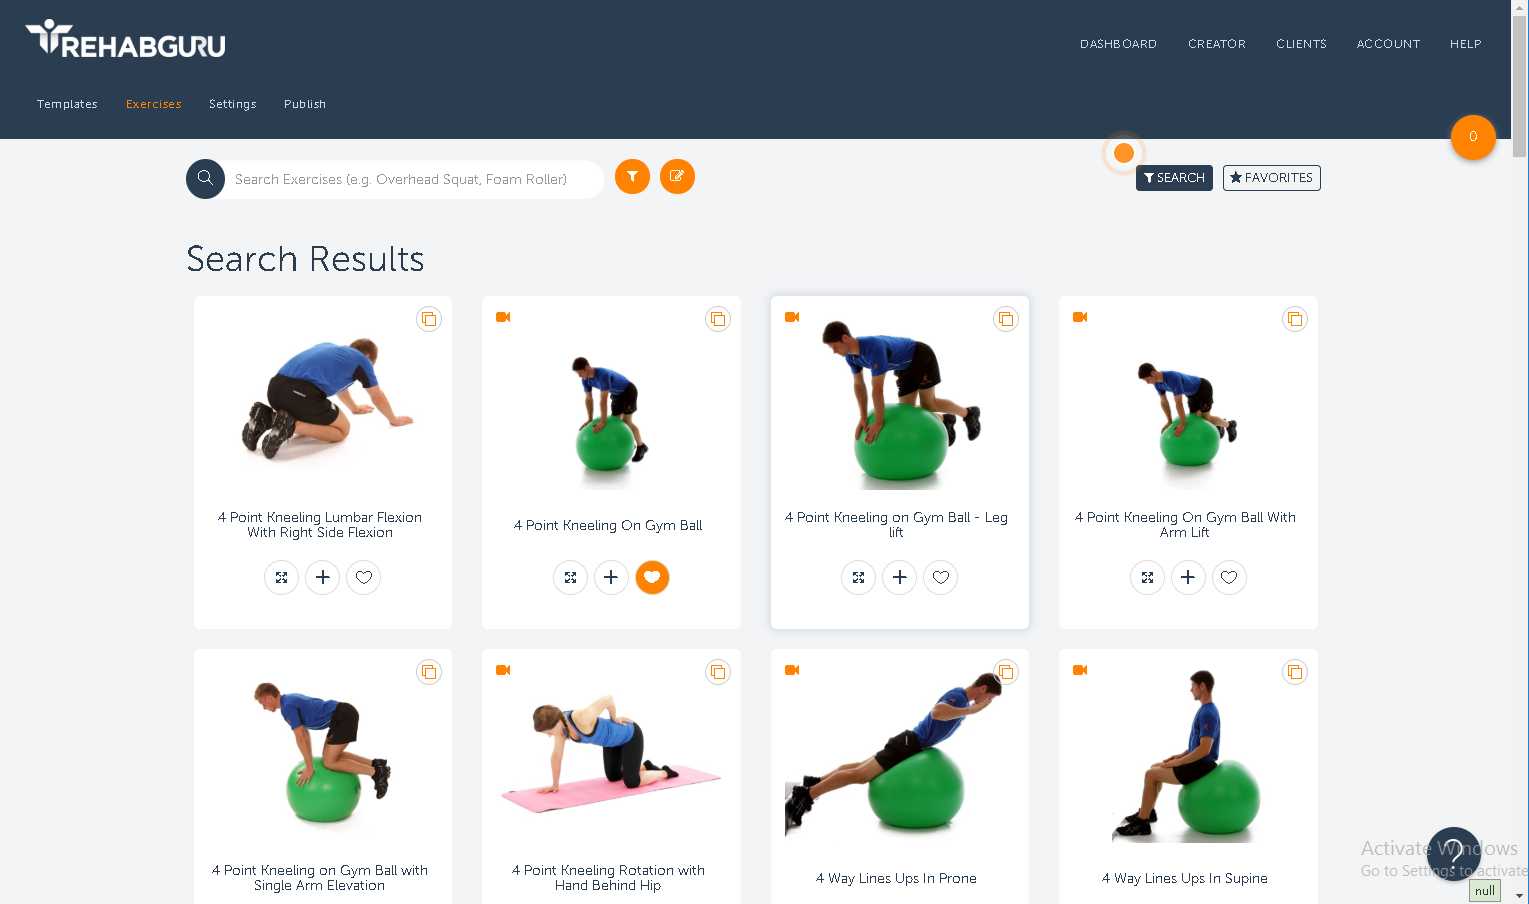 REHABGURU
DASHBOARD CREATOR CLIENTS ACCOUNT HELP
Templates Exercises Settings Publish
0
Search Exercises (e.g. Overhead Squat, Foam Roller)
SEARCH FAVORITES
Search Results
4 Point Kneeling Lumbar Flexion
With Right Side Flexion
4 Point Kneeling On Gym Ball
4 Point Kneeling on Gym Ball - Leg
lift
4 Point Kneeling On Gym Ball With
Arm Lift
4 Point Kneeling on Gym Ball with
Single Arm Elevation
4 Point Kneeling Rotation with
Hand Behind Hip
4 Way Lines Ups In Prone
4 Way Lines Ups In Supine
Activate Windows
Go to Settings to activate
?
null